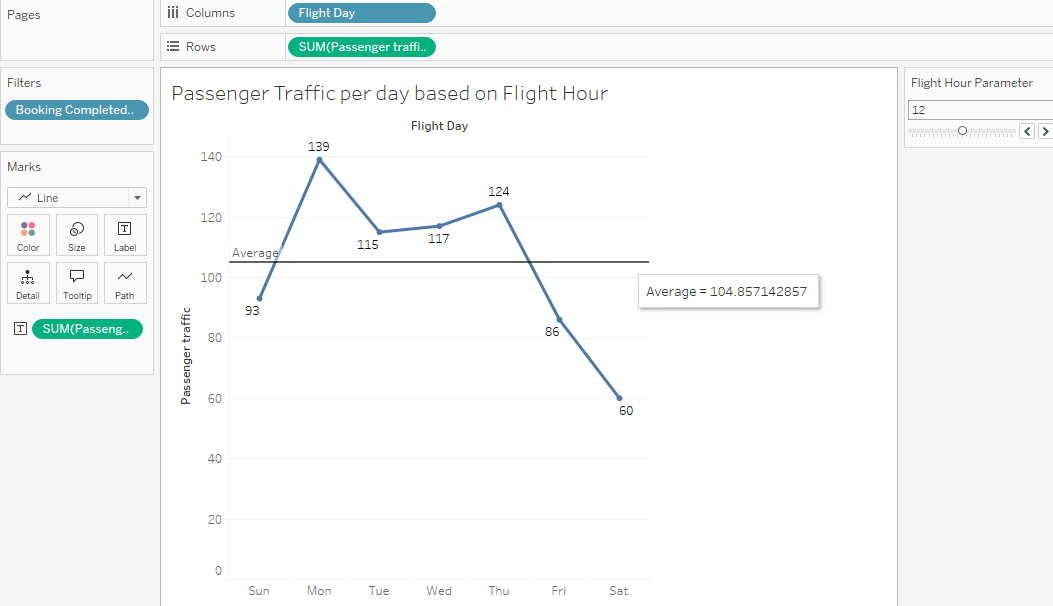 Pages
Columns
Flight Day
Rows
SUM(Passenger traffi..
Filters
Booking Completed..
Marks
Line
Color
Size
Label
Detail
Tooltip
Path
SUM(Passeng..
Passenger Traffic per day based on Flight Hour
Flight Day
Passenger traffic
140
120
100
80
60
40
20
0
Average
93
139
115
117
124
86
60
Sun
Mon
Tue
Wed
Thu
Fri
Sat
Average = 104.857142857
Flight Hour Parameter
12